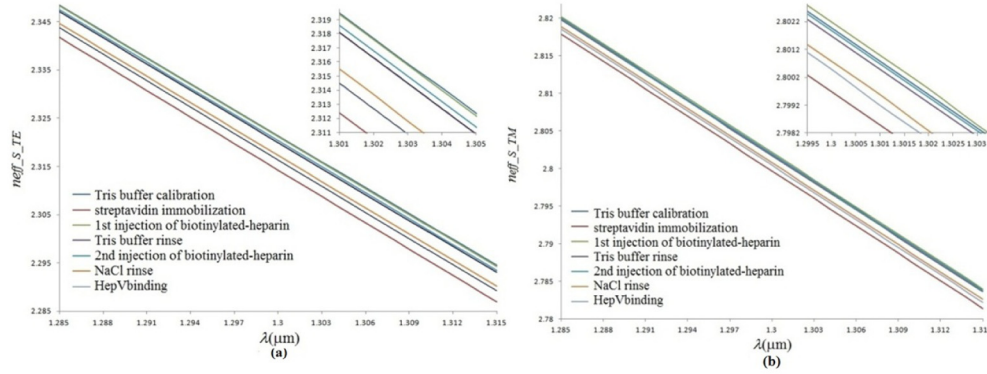 2.345
2.335
2.325
2.315
2.305
2.295
2.285
neff_S_TE
2.319
2.318
2.317
2.316
2.315
2.314
2.313
2.312
2.311
1.301 1.302 1.303 1.304 1.305
Tris buffer calibration
streptavidin immobilization
1st injection of biotinylated-heparin
Tris buffer rinse
2nd injection of biotinylated-heparin
NaCl rinse
HepVbinding
1.285 1.288 1.291 1.294 1.297 1.3 1.303 1.306 1.309 1.312 1.315
λ(μm)
(a)
2.82
2.815
2.81
2.805
2.8
2.795
2.79
2.785
2.78
neff_S_TM
2.8022
2.8012
2.8002
2.7992
2.7982
1.2995 1.3 1.3005 1.301 1.3015 1.302 1.3025 1.303
Tris buffer calibration
streptavidin immobilization
1st injection of biotinylated-heparin
Tris buffer rinse
2nd injection of biotinylated-heparin
NaCl rinse
HepVbinding
1.285 1.288 1.291 1.294 1.297 1.3 1.303 1.306 1.309 1.312 1.315
λ(μm)
(b)